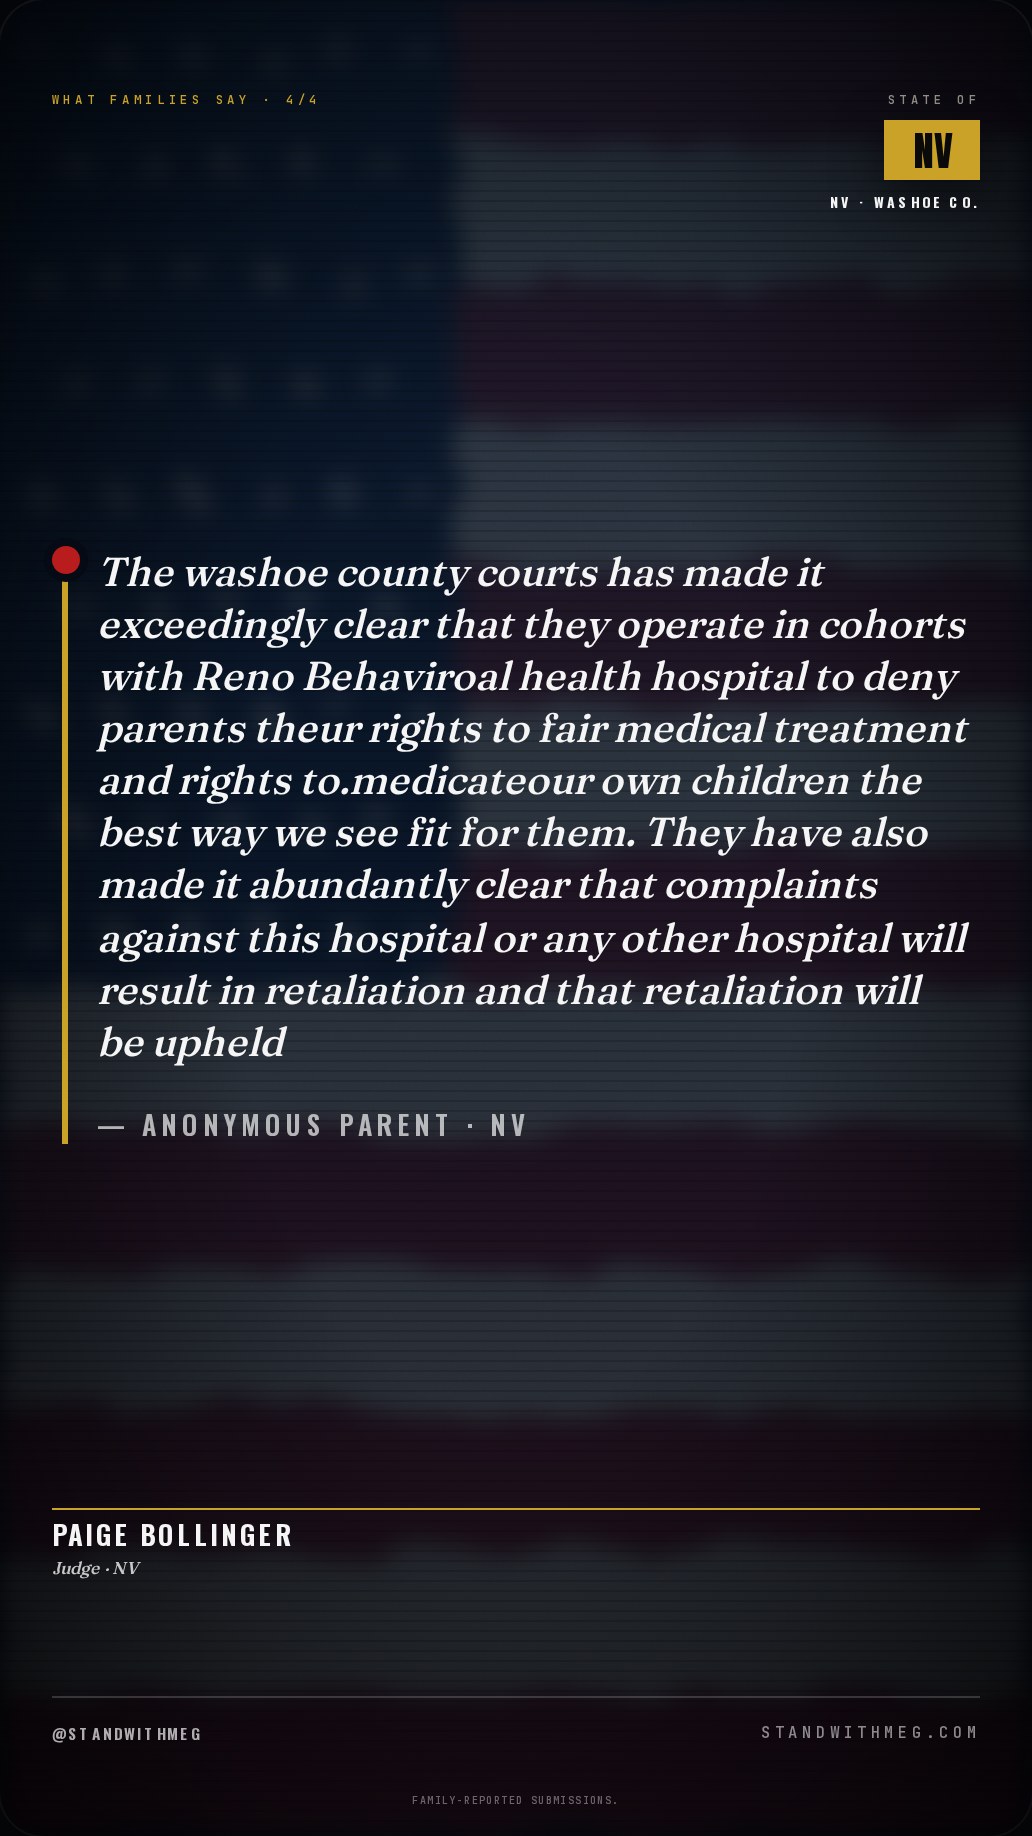 WHAT FAMILIES SAY · 4/4
STATE OF
NV
NV · WASHOE CO.
The washoe county courts has made it
exceedingly clear that they operate in cohorts
with Reno Behaviroal health hospital to deny
parents theur rights to fair medical treatment
and rights to.medicateour own children the
best way we see fit for them. They have also
made it abundantly clear that complaints
against this hospital or any other hospital will
result in retaliation and that retaliation will
be upheld
— ANONYMOUS PARENT · NV
PAIGE BOLLINGER
Judge · NV
@STANDWITHMEG
STANDWITHMEG.COM
FAMILY-REPORTED SUBMISSIONS.